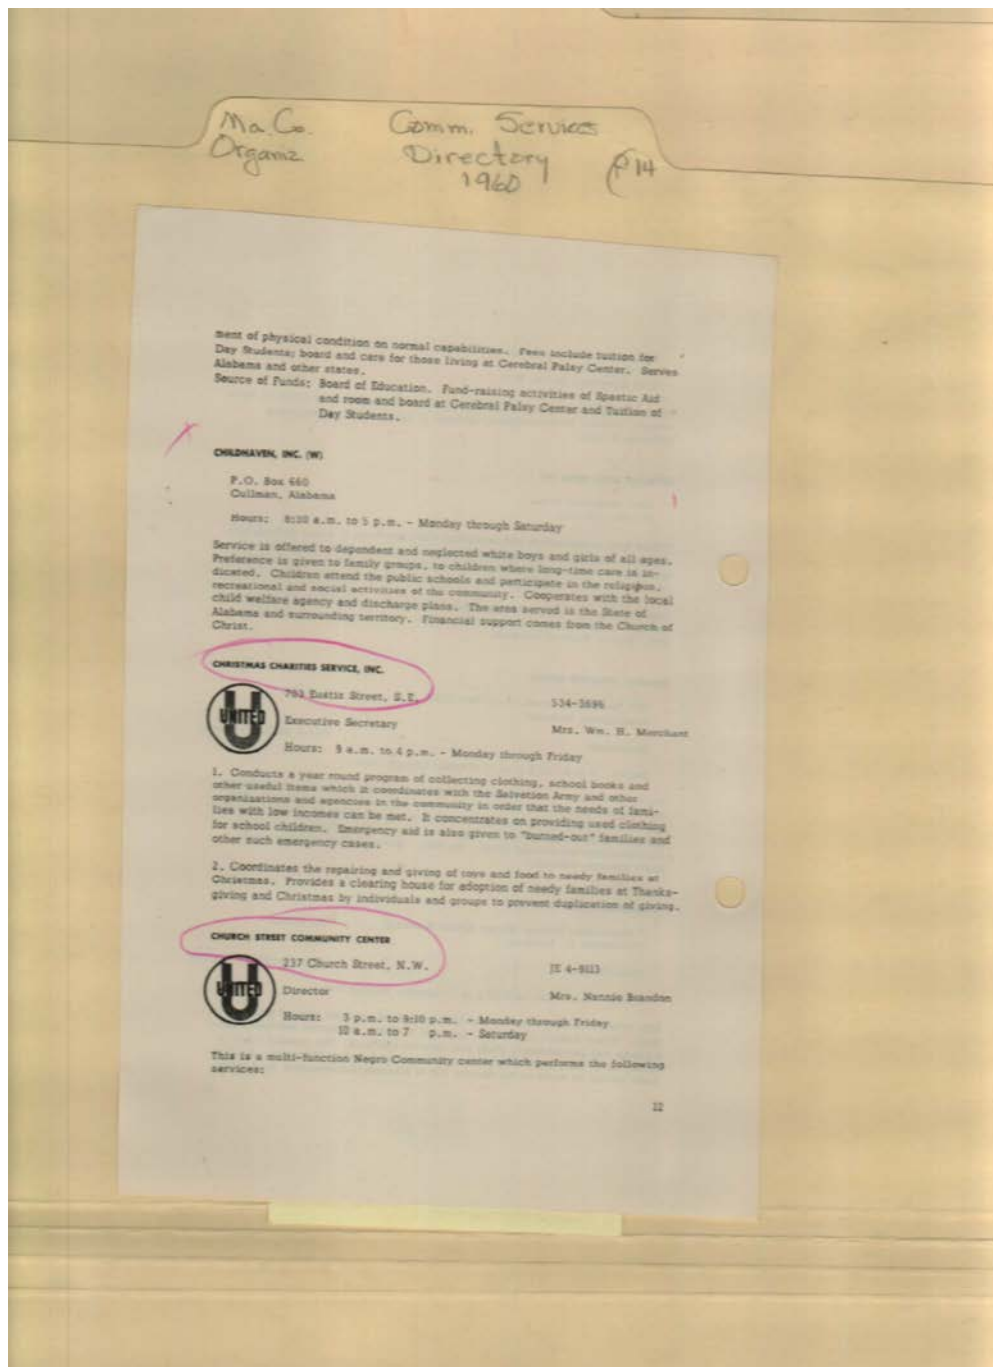 Ma. Co. Comm. Services
Organiz Directory P14
1960
ment of physical condition on normal capabilities. Fees include tuition for
Day Students; board and care for those living at Cerebral Palsy Center. Serves
Alabama and other states.
Source of Funds: Board of Education. Fund-raising activities of Spastic Aid
and room and board at Cerebral Palsy Center and Tuition of
Day Students.
CHILDHAVEN, INC. (W)
P.O. Box 660
Cullman, Alabama
Hours: 8:30 a.m. to 5 p.m. - Monday through Saturday
Service is offered to dependent and neglected white boys and girls of all ages.
Preference is given to family groups, to children where long-time care is in-
dicated. Children attend the public schools and participate in the religious,
recreational and social activities of the community. Cooperates with the local
child welfare agency and discharge plans. The area served is the State of
Alabama and surrounding territory. Financial support comes from the Church of
Christ.
CHRISTMAS CHARITIES SERVICE, INC.
703 Eustis Street, S.E. 534-3696
UNITED
Executive Secretary Mrs. Wm. H. Merchant
Hours: 9 a.m. to 4 p.m. - Monday through Friday
1. Conducts a year round program of collecting clothing, school books and
other useful items which it coordinates with the Salvation Army and other
organizations and agencies in the community in order that the needs of fami-
lies with low incomes can be met. It concentrates on providing used clothing
for school children. Emergency aid is also given to "burned-out" families and
other such emergency cases.
2. Coordinates the repairing and giving of toys and food to needy families at
Christmas. Provides a clearing house for adoption of needy families at Thanks-
giving and Christmas by individuals and groups to prevent duplication of giving.
CHURCH STREET COMMUNITY CENTER
237 Church Street, N.W. JE 4-9113
UNITED
Director Mrs. Nannie Brandon
Hours: 3 p.m. to 9:30 p.m. - Monday through Friday
10 a.m. to 7 p.m. - Saturday
This is a multi-function Negro Community center which performs the following
services: